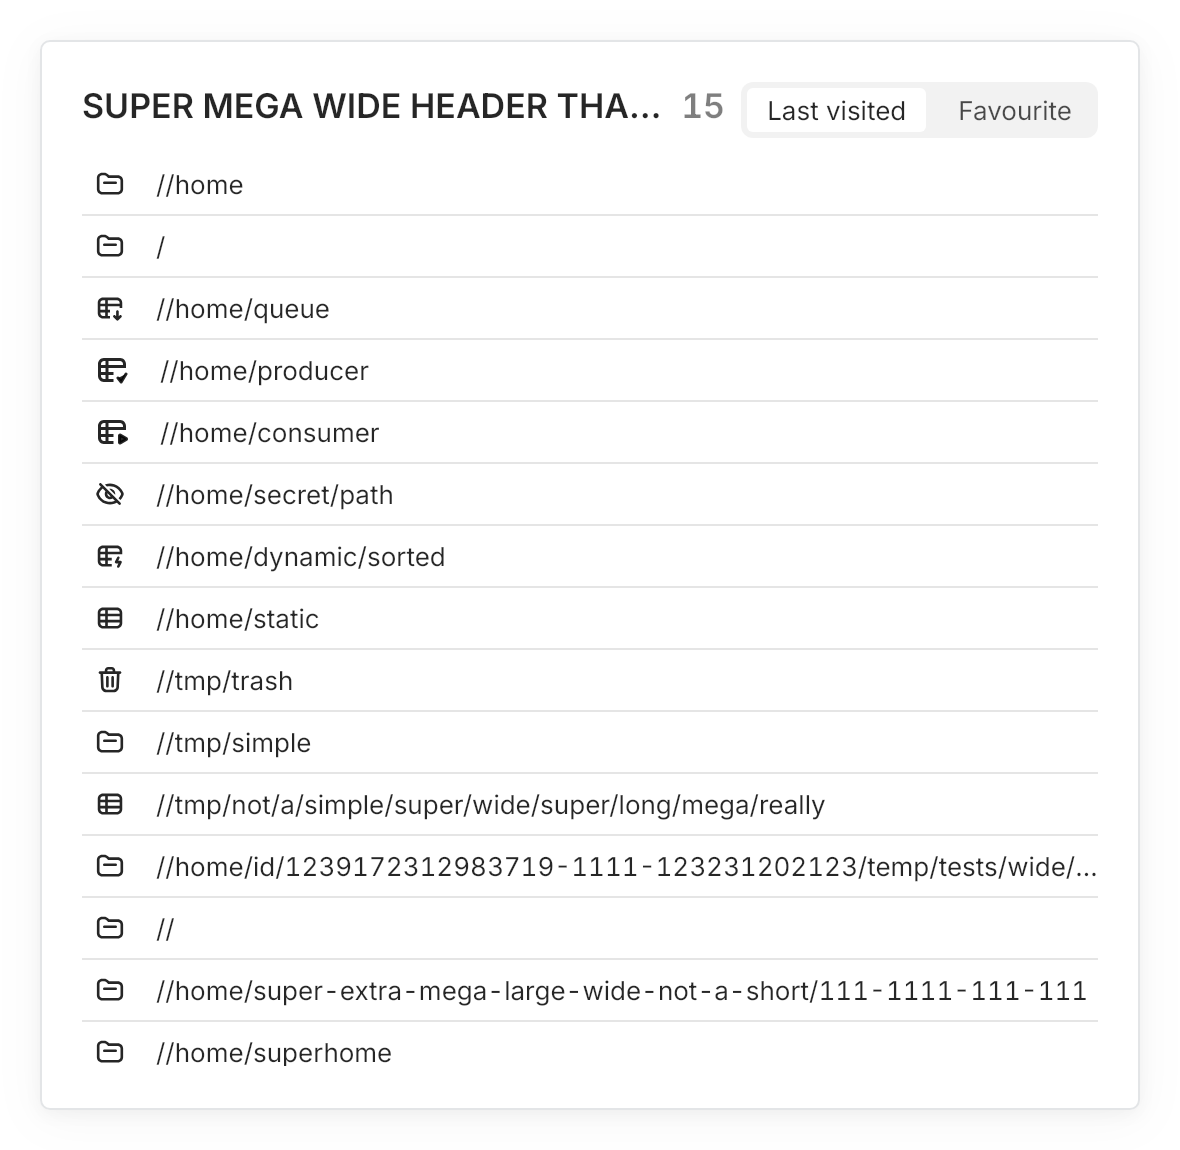 SUPER MEGA WIDE HEADER THA... 15 Last visited Favourite
//home
/
//home/queue
//home/producer
//home/consumer
//home/secret/path
//home/dynamic/sorted
//home/static
//tmp/trash
//tmp/simple
//tmp/not/a/simple/super/wide/super/long/mega/really
//home/id/1239172312983719-1111-123231202123/temp/tests/wide/...
//
//home/super-extra-mega-large-wide-not-a-short/111-1111-111-111
//home/superhome